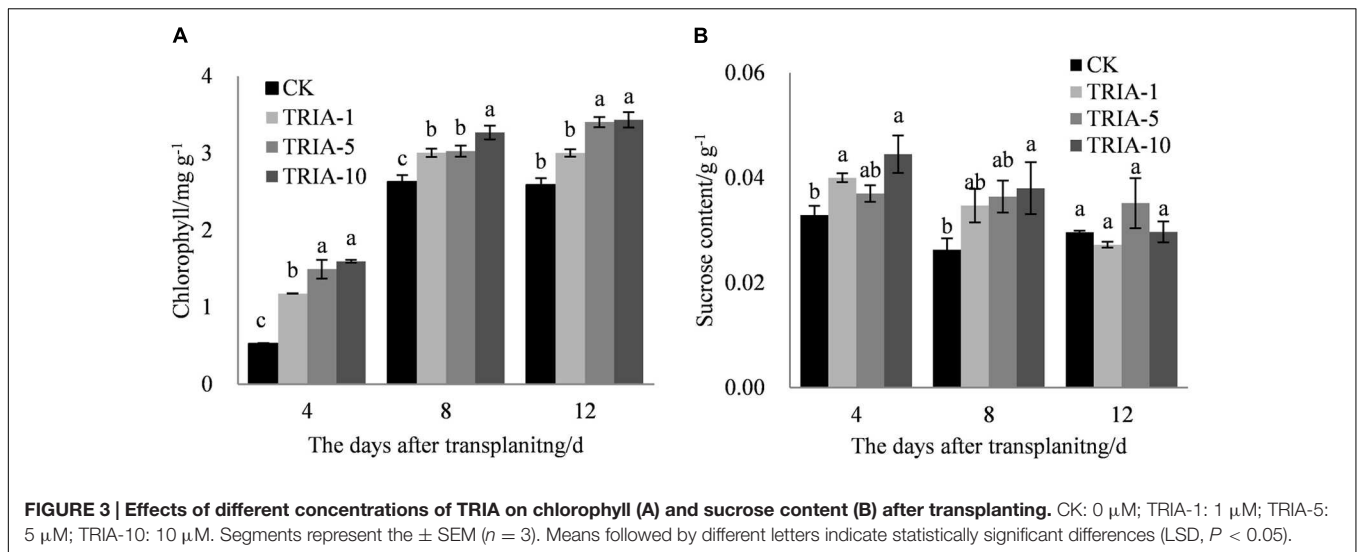 A
Chlorophyll/mg g-1
4
3
2
1
0
CK
TRIA-1
TRIA-5
TRIA-10
c b a a
c b b a
b b a a
4 8 12
The days after transplanitng/d
B
Sucrose content/g g-1
0.06
0.04
0.02
0.00
CK
TRIA-1
TRIA-5
TRIA-10
b a ab a
b ab ab a
a a a a
4 8 12
The days after transplanitng/d
FIGURE 3 | Effects of different concentrations of TRIA on chlorophyll (A) and sucrose content (B) after transplanting. CK: 0 μM; TRIA-1: 1 μM; TRIA-5:
5 μM; TRIA-10: 10 μM. Segments represent the ± SEM (n = 3). Means followed by different letters indicate statistically significant differences (LSD, P < 0.05).